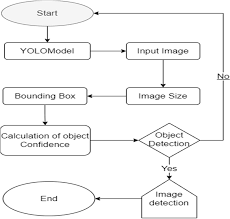 Start
YOLOModel
Input Image
No
Bounding Box
Image Size
Calculation of object
Confidence
Object
Detection
Yes
End
Image
detection